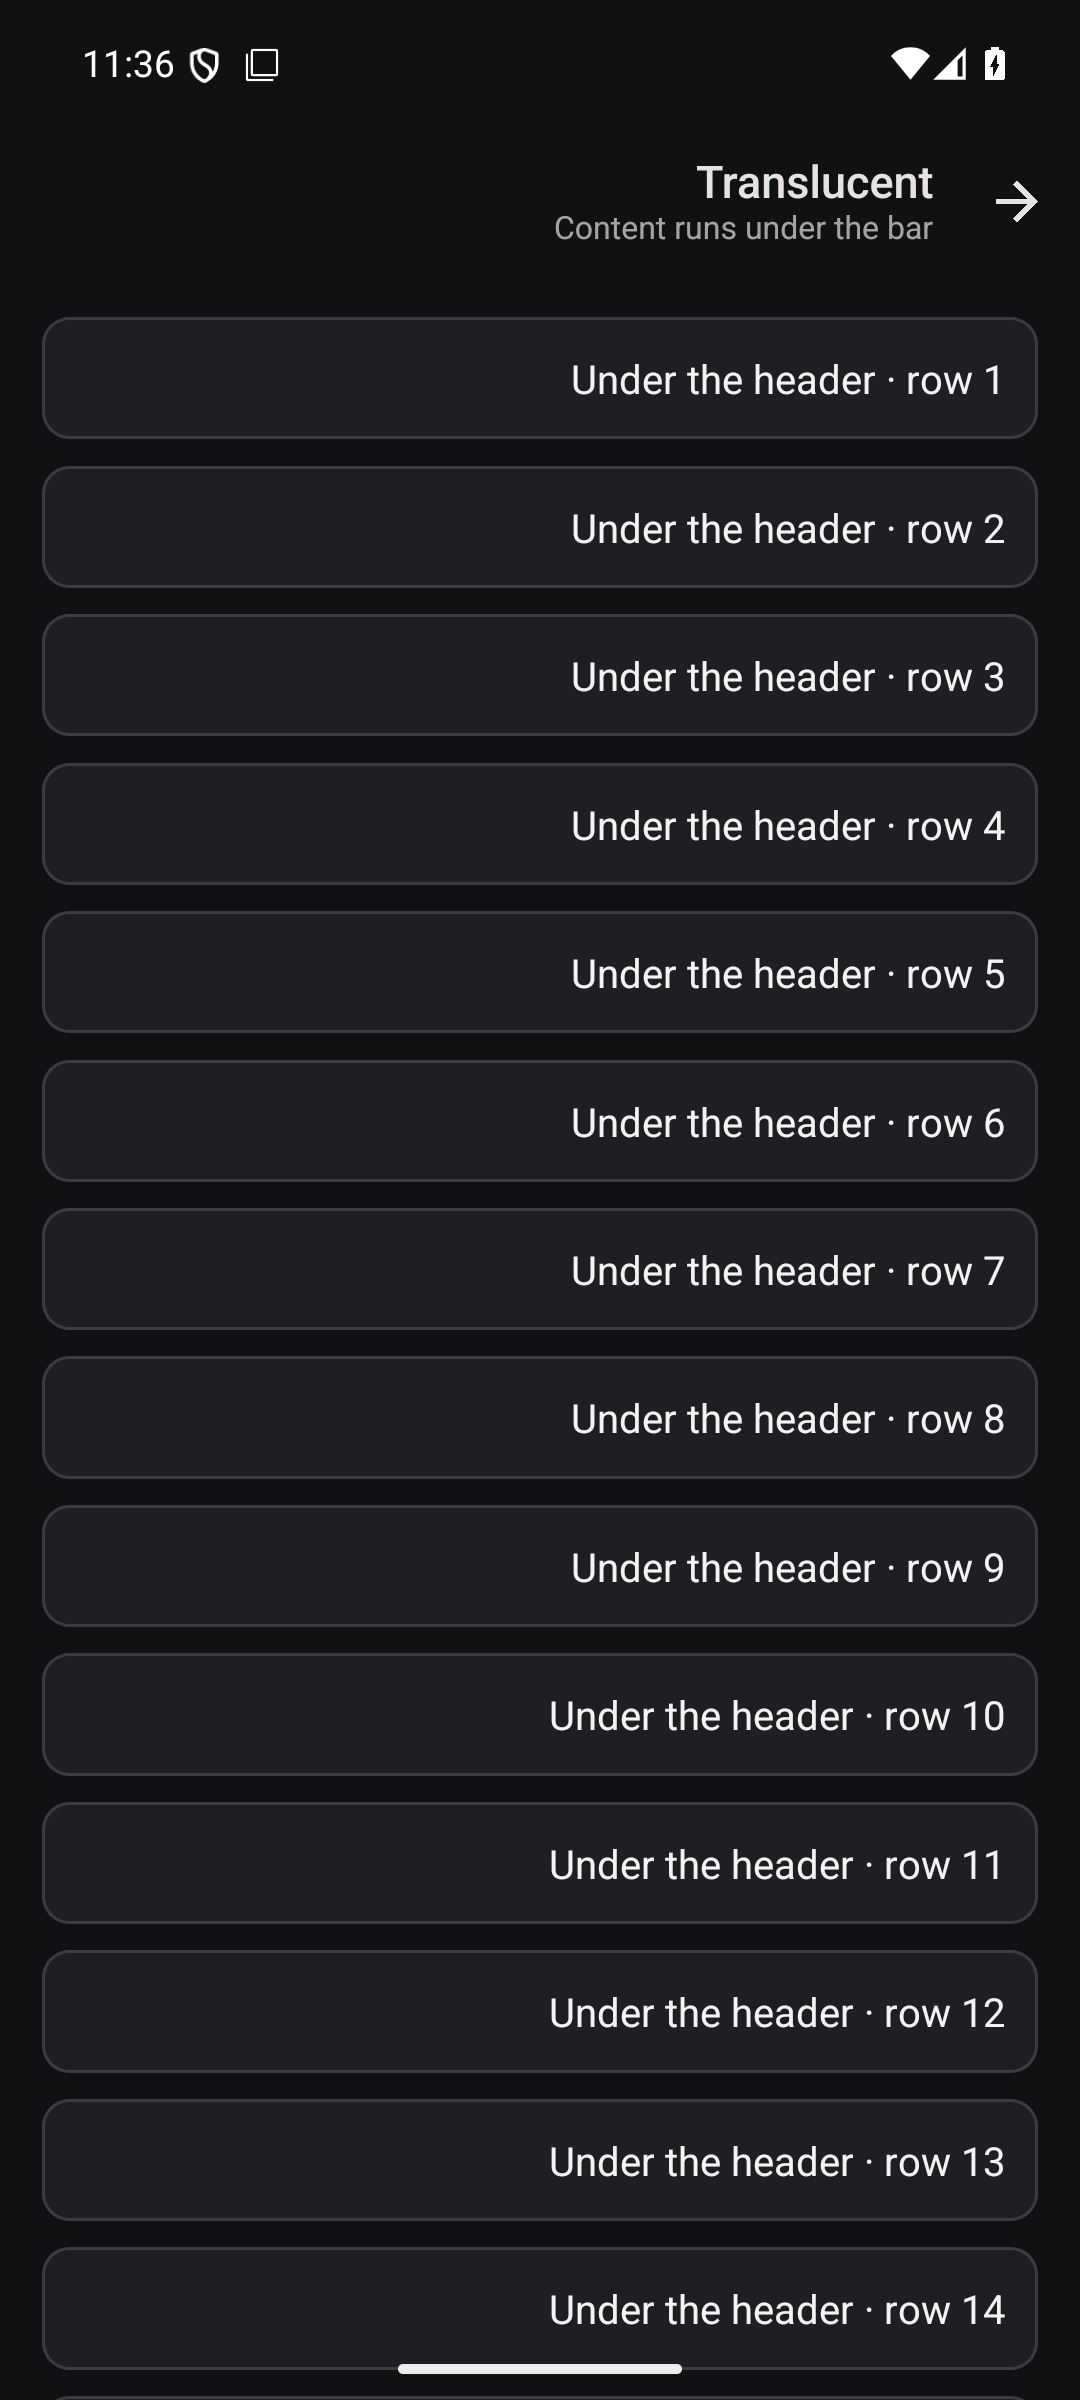 11:36
Translucent
Content runs under the bar
Under the header · row 1
Under the header · row 2
Under the header · row 3
Under the header · row 4
Under the header · row 5
Under the header · row 6
Under the header · row 7
Under the header · row 8
Under the header · row 9
Under the header · row 10
Under the header · row 11
Under the header · row 12
Under the header · row 13
Under the header · row 14